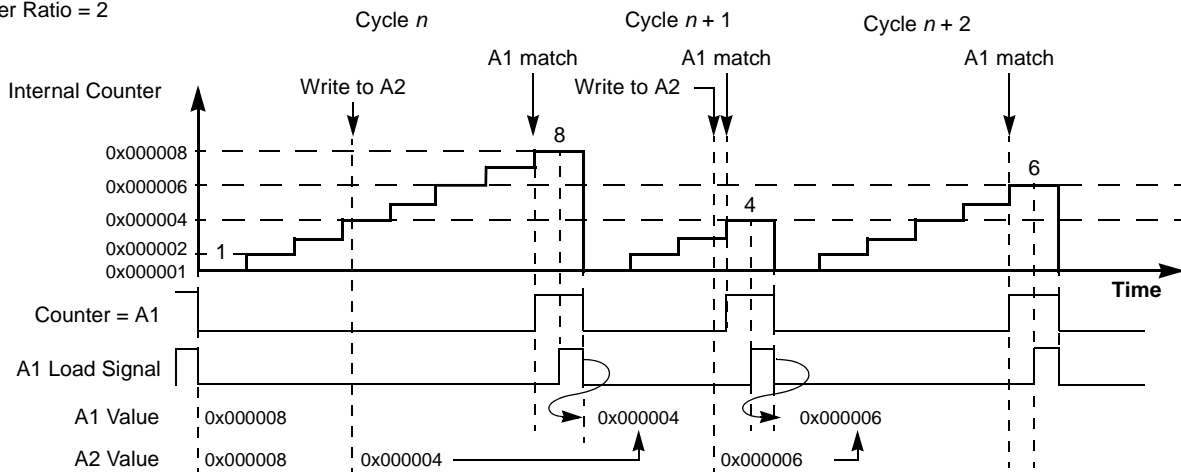 er Ratio = 2
Cycle n
Cycle n + 1
Cycle n + 2
A1 match
A1 match
A1 match
Internal Counter
Write to A2
Write to A2
8
0x000008
0x000006
6
0x000004
4
0x000002
1
0x000001
Time
Counter = A1
A1 Load Signal
A1 Value
0x000008
0x000004
0x000006
A2 Value
0x000008
0x000004
0x000006